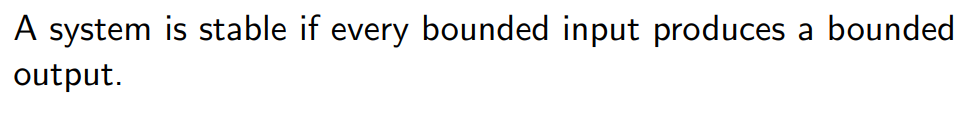 A system is stable if every bounded input produces a bounded
output.